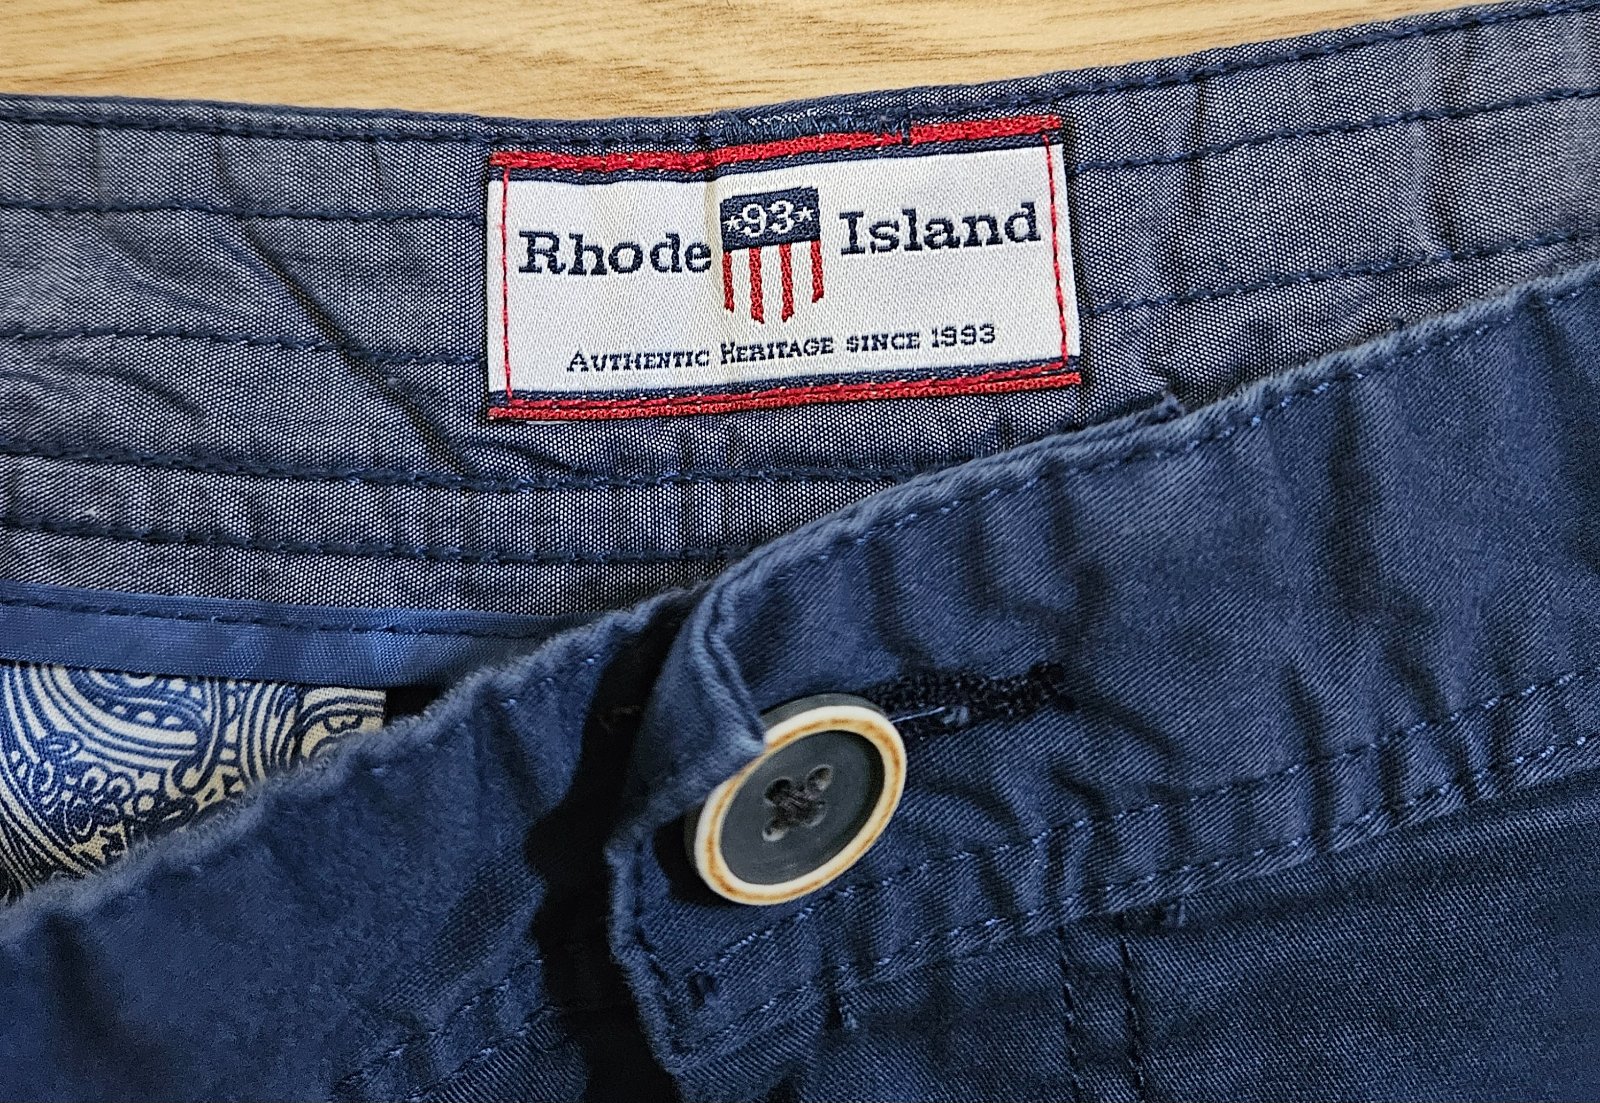 Rhode *93* Island
AUTHENTIC HERITAGE SINCE 1993